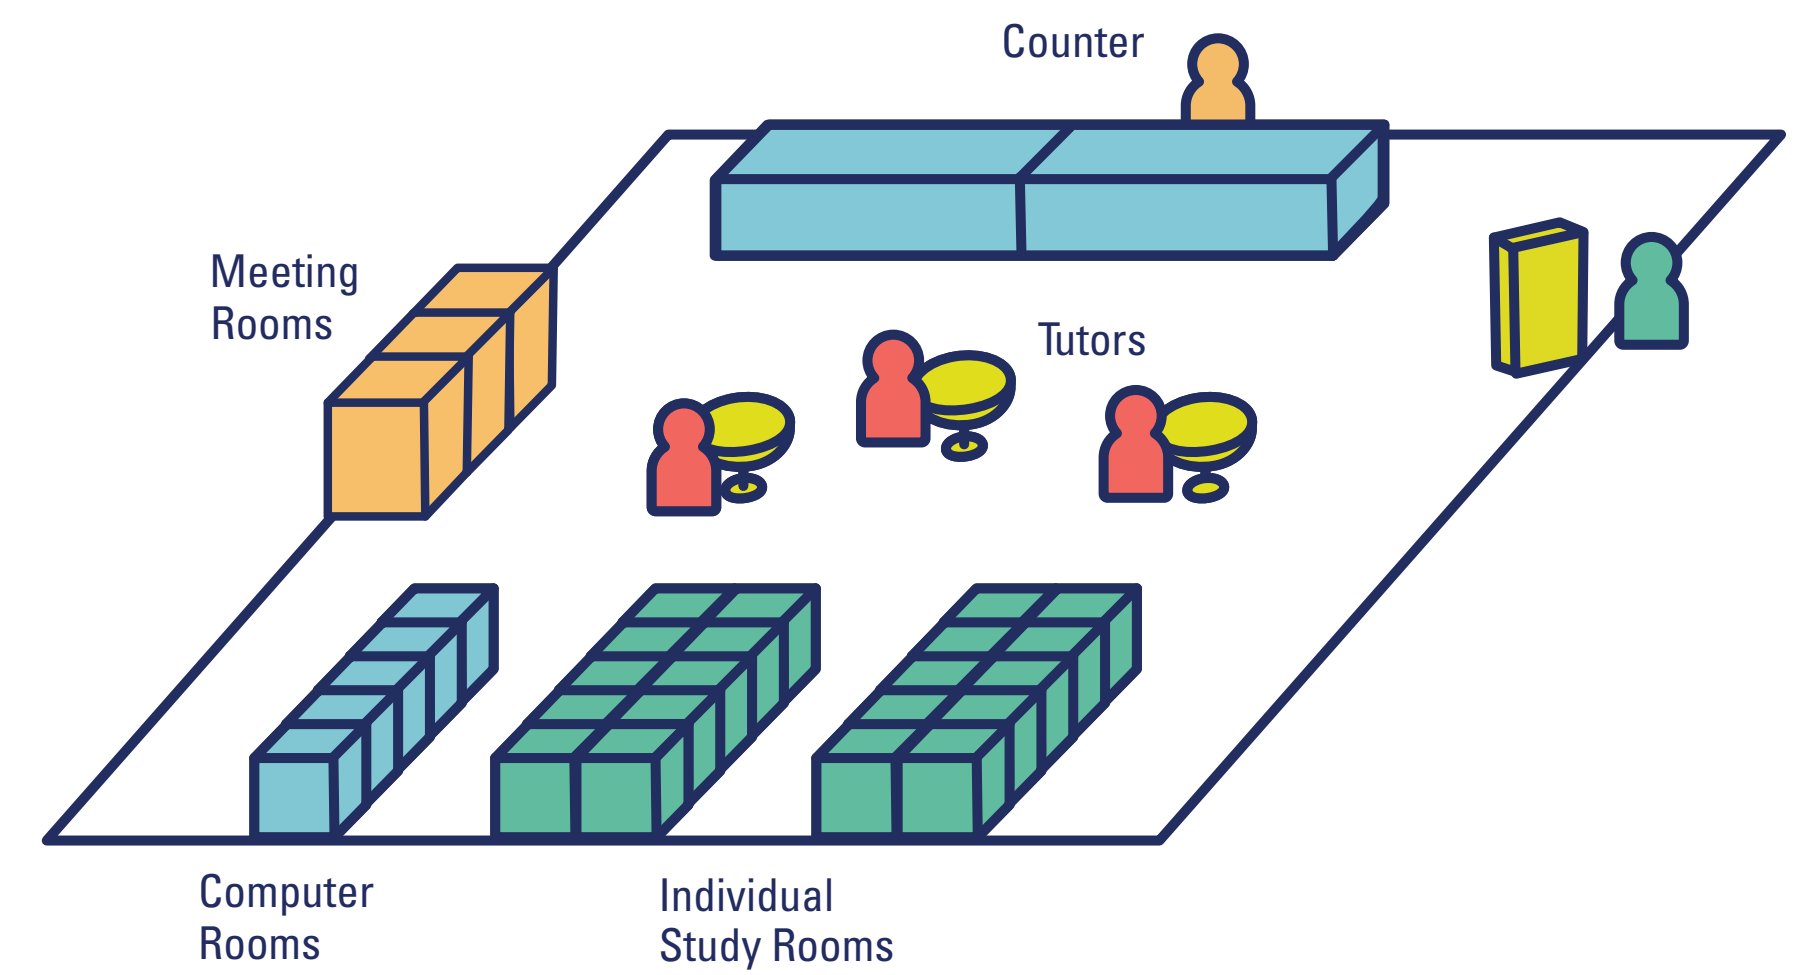 Counter
Meeting
Rooms
Tutors
Computer
Rooms
Individual
Study Rooms